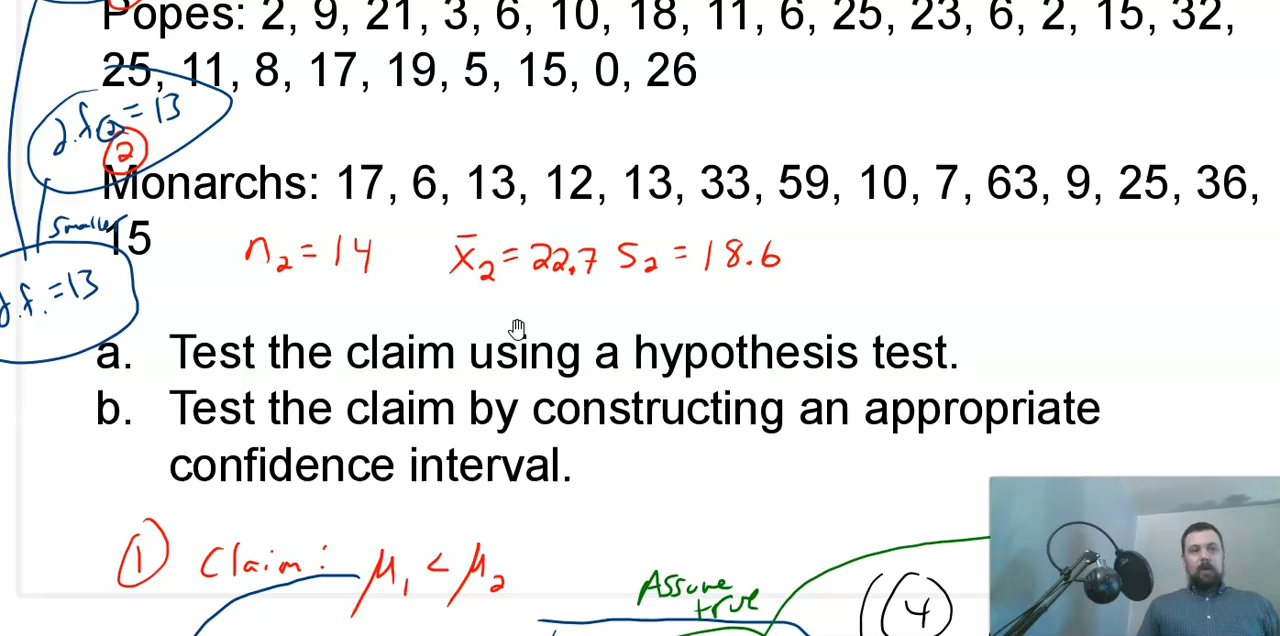 Popes: 2, 9, 21, 3, 6, 10, 18, 11, 6, 25, 23, 6, 2, 15, 32,
25, 11, 8, 17, 19, 5, 15, 0, 26
d.f② = 13
②
Monarchs: 17, 6, 13, 12, 13, 33, 59, 10, 7, 63, 9, 25, 36,
smaller
15
n₂ = 14 x̄₂ = 22.7 S₂ = 18.6
d.f. = 13
a. Test the claim using a hypothesis test.
b. Test the claim by constructing an appropriate
confidence interval.
① Claim: μ₁ < μ₂
Assume
true
④